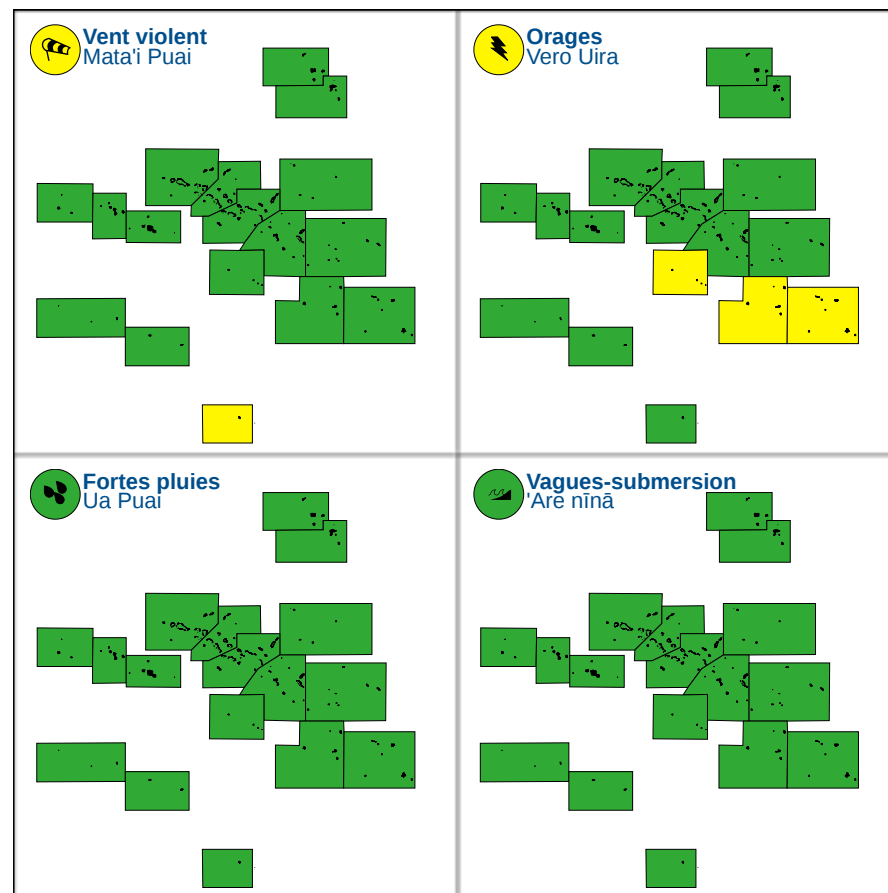 Vent violent
Mata'i Puai
Orages
Vero Uira
Fortes pluies
Ua Puai
Vagues-submersion
'Are nīnā